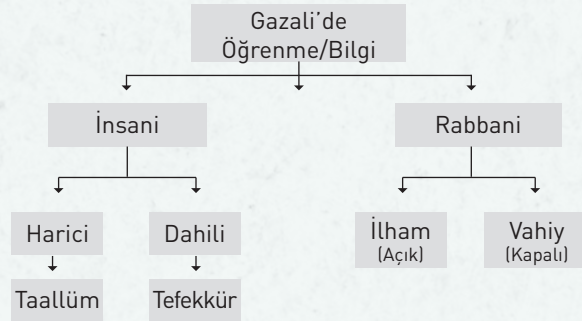 Gazali’de
Öğrenme/Bilgi
İnsani
Rabbani
Harici
Dahili
İlham
(Açık)
Vahiy
(Kapalı)
Taallüm
Tefekkür